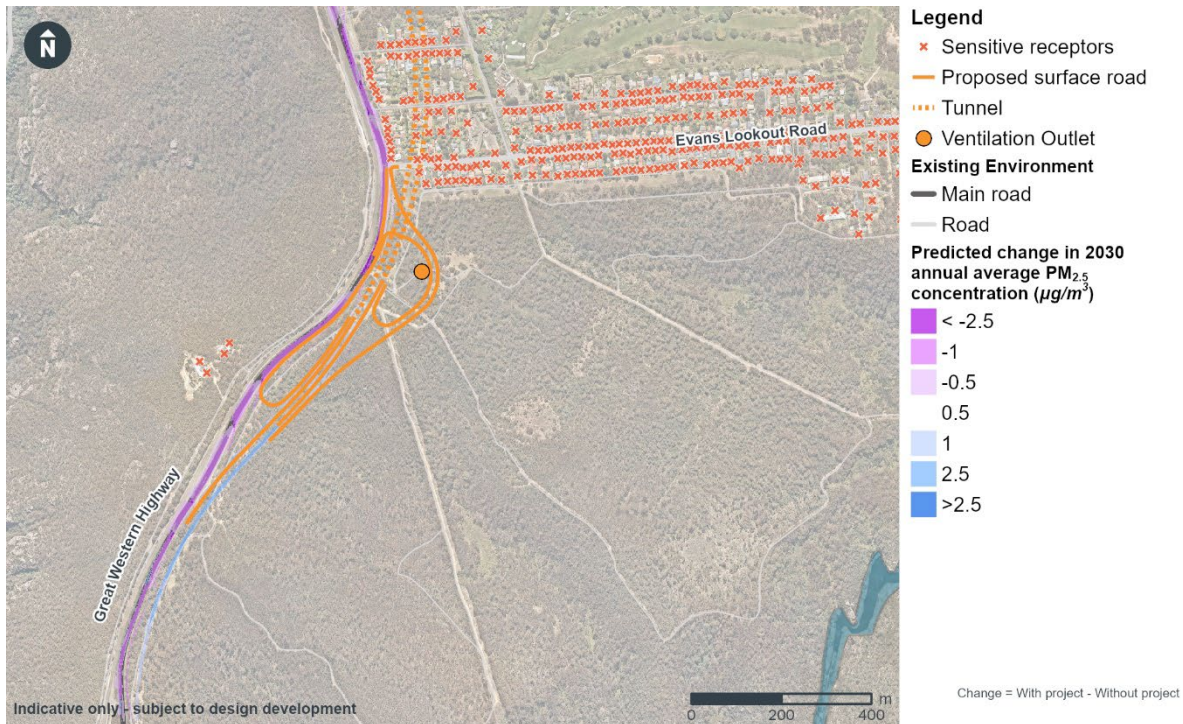 N
Evans Lookout Road
Great Western Highway
Indicative only - subject to design development
m
0 200 400
Legend
Sensitive receptors
Proposed surface road
Tunnel
Ventilation Outlet
Existing Environment
Main road
Road
Predicted change in 2030
annual average PM2.5
concentration (µg/m³)
< -2.5
-1
-0.5
0.5
1
2.5
>2.5
Change = With project - Without project